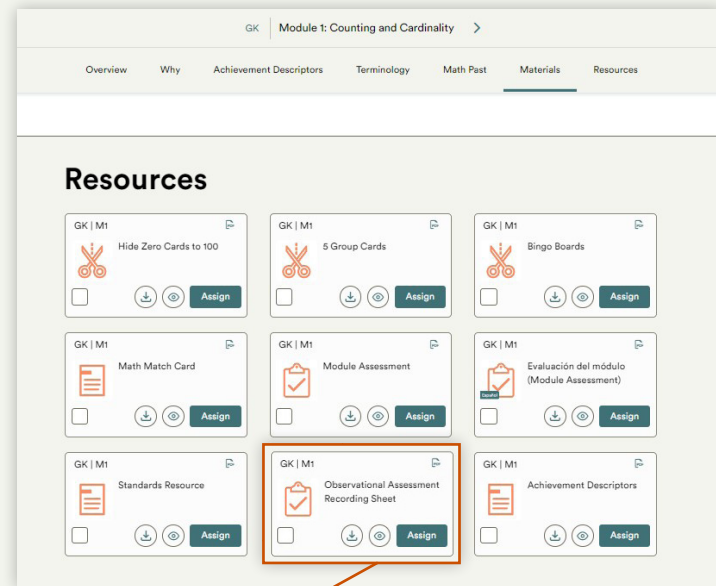 GK Module 1: Counting and Cardinality
Overview Why Achievement Descriptors Terminology Math Past Materials Resources
Resources
GK | M1
Hide Zero Cards to 100
Assign
GK | M1
5 Group Cards
Assign
GK | M1
Bingo Boards
Assign
GK | M1
Math Match Card
Assign
GK | M1
Module Assessment
Assign
GK | M1
Evaluación del módulo
(Module Assessment)
Español
Assign
GK | M1
Standards Resource
Assign
GK | M1
Observational Assessment
Recording Sheet
Assign
GK | M1
Achievement Descriptors
Assign